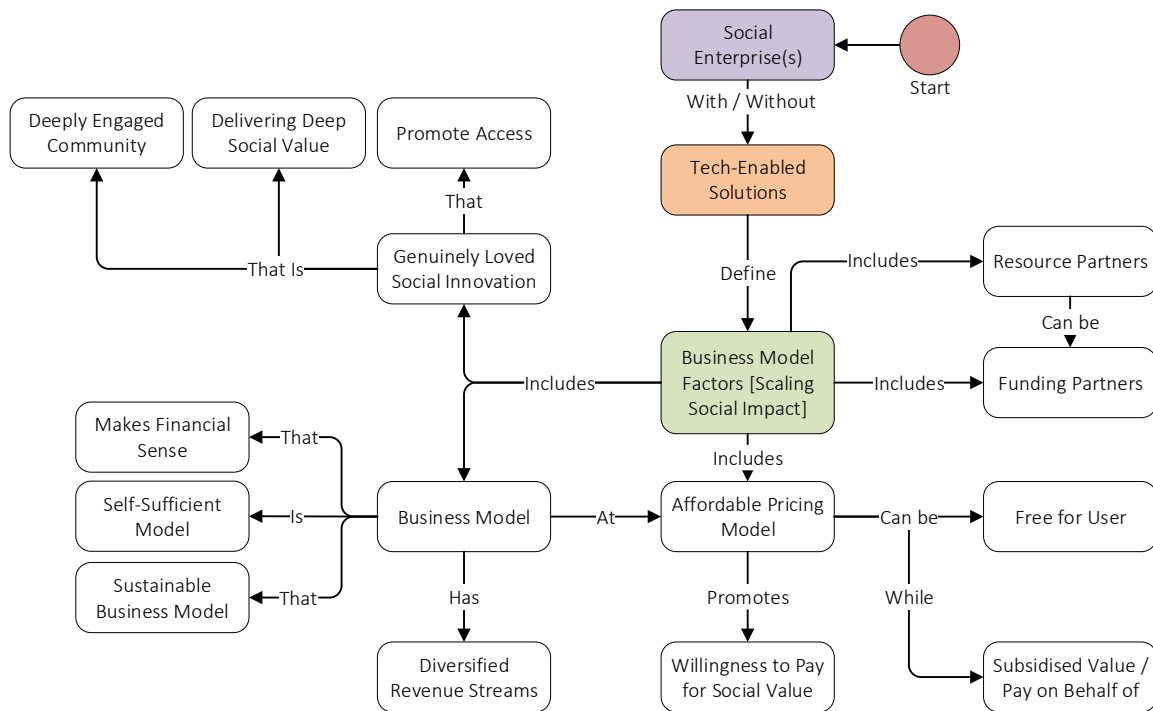 Social
Enterprise(s)
Start
With / Without
Deeply Engaged
Community
Delivering Deep
Social Value
Promote Access
Tech-Enabled
Solutions
That
That Is
Genuinely Loved
Social Innovation
Define
Includes
Resource Partners
Can be
Business Model
Factors [Scaling
Social Impact]
Includes
Includes
Funding Partners
Makes Financial
Sense
That
Includes
Self-Sufficient
Model
Is
Business Model
At
Affordable Pricing
Model
Can be
Free for User
Sustainable
Business Model
That
Has
Promotes
While
Diversified
Revenue Streams
Willingness to Pay
for Social Value
Subsidised Value /
Pay on Behalf of